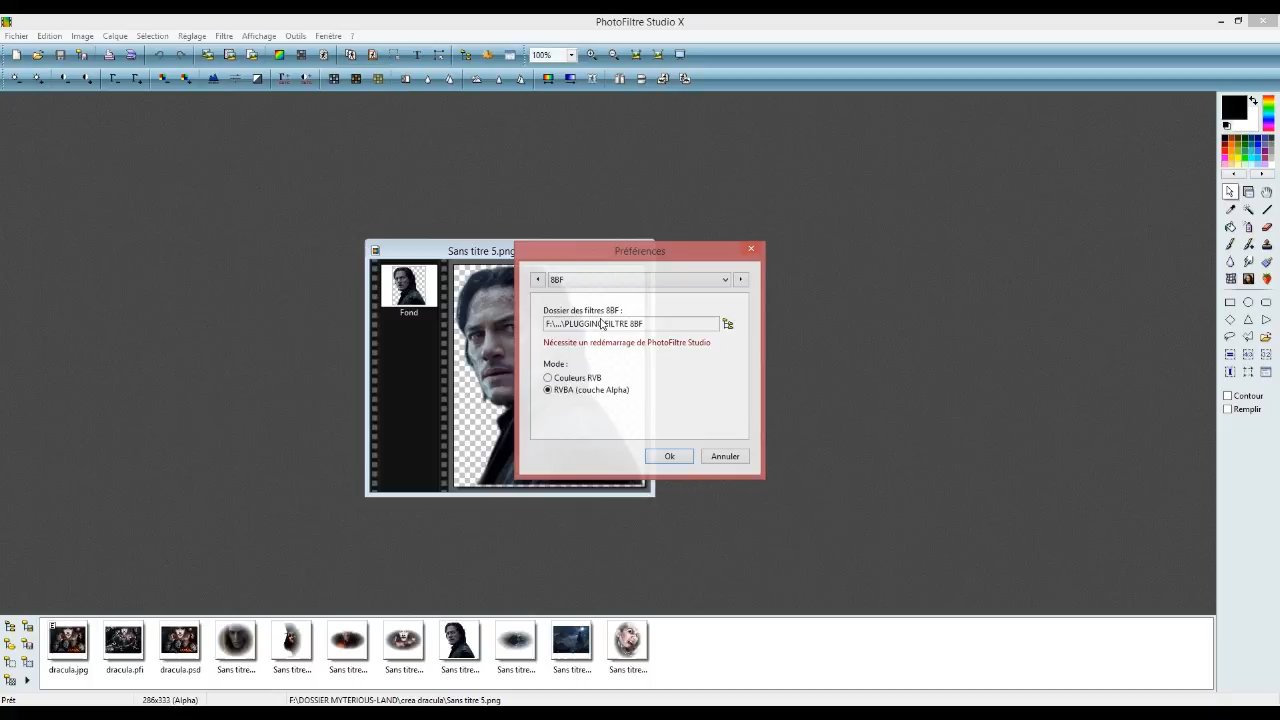 PhotoFiltre Studio X
Fichier Edition Image Calque Sélection Réglage Filtre Affichage Outils Fenêtre ?
100%
Sans titre 5.png
Préférences
Fond
8BF
Dossier des filtres 8BF :
F:\...\PLUGGING\FILTRE 8BF
Nécessite un redémarrage de PhotoFiltre Studio
Mode :
Couleurs RVB
RVBA (couche Alpha)
Ok Annuler
Contour
Remplir
dracula.jpg dracula.pfi dracula.psd Sans titre... Sans titre... Sans titre... Sans titre... Sans titre... Sans titre... Sans titre... Sans titre...
Prêt 286x333 (Alpha) F:\DOSSIER MYTERIOUS-LAND\crea dracula\Sans titre 5.png